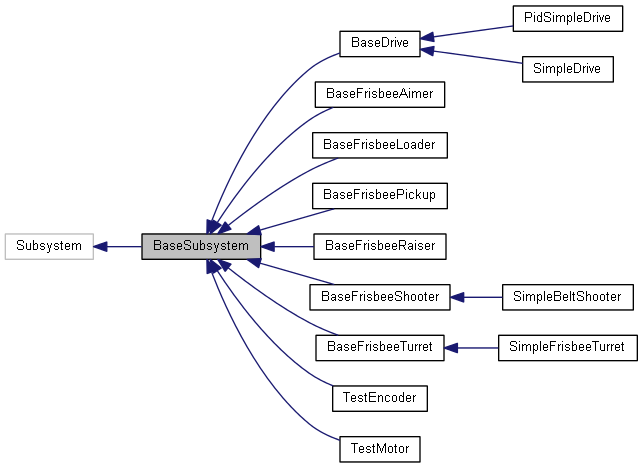 PidSimpleDrive
BaseDrive
SimpleDrive
BaseFrisbeeAimer
BaseFrisbeeLoader
BaseFrisbeePickup
Subsystem
BaseSubsystem
BaseFrisbeeRaiser
BaseFrisbeeShooter
SimpleBeltShooter
BaseFrisbeeTurret
SimpleFrisbeeTurret
TestEncoder
TestMotor